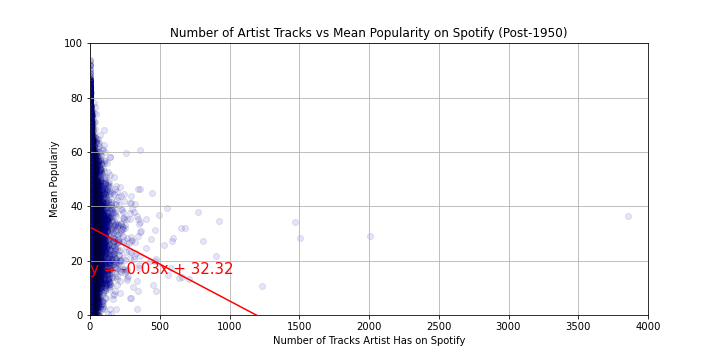 Number of Artist Tracks vs Mean Popularity on Spotify (Post-1950)
100
80
60
40
20
0
Mean Populariy
y = -0.03x + 32.32
0 500 1000 1500 2000 2500 3000 3500 4000
Number of Tracks Artist Has on Spotify